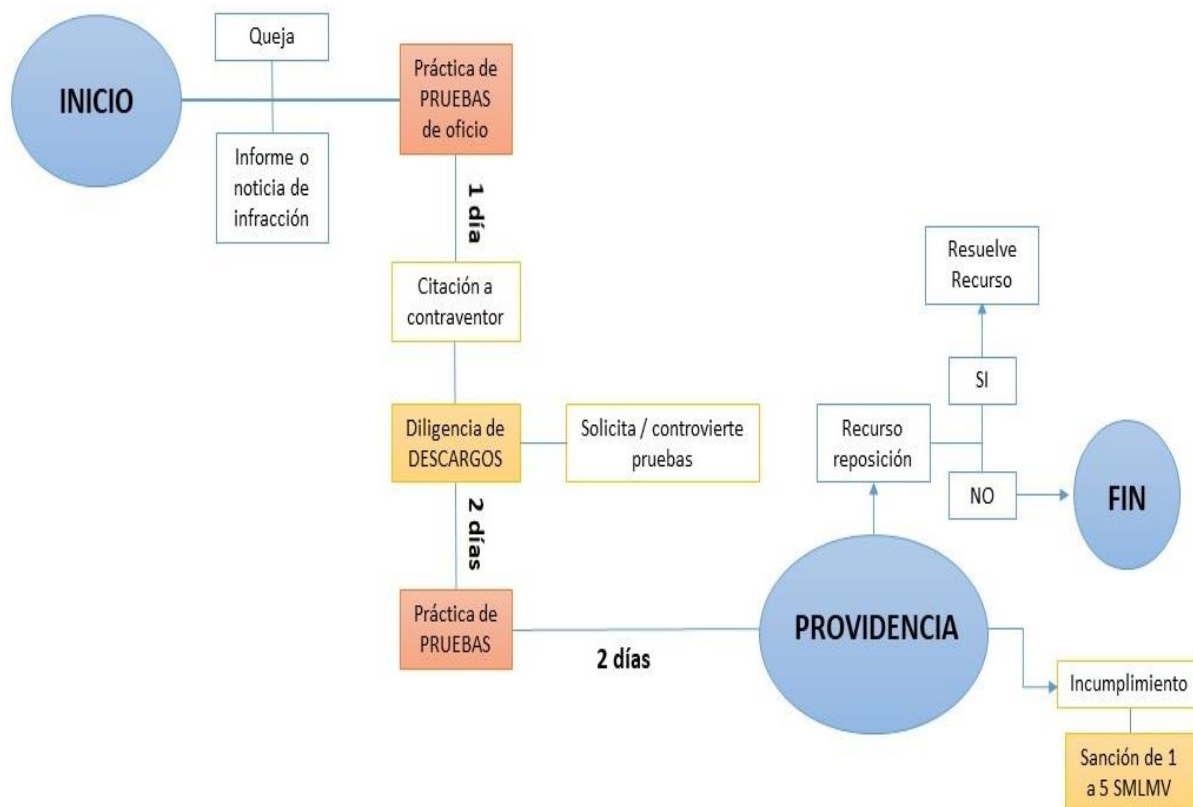 INICIO
Queja
Informe o
noticia de
infracción
Práctica de
PRUEBAS
de oficio
1 día
Citación a
contraventor
Diligencia de
DESCARGOS
Solicita / controvierte
pruebas
2 días
Práctica de
PRUEBAS
2 días
PROVIDENCIA
Recurso
reposición
SI
Resuelve
Recurso
NO
FIN
Incumplimiento
Sanción de 1
a 5 SMLMV